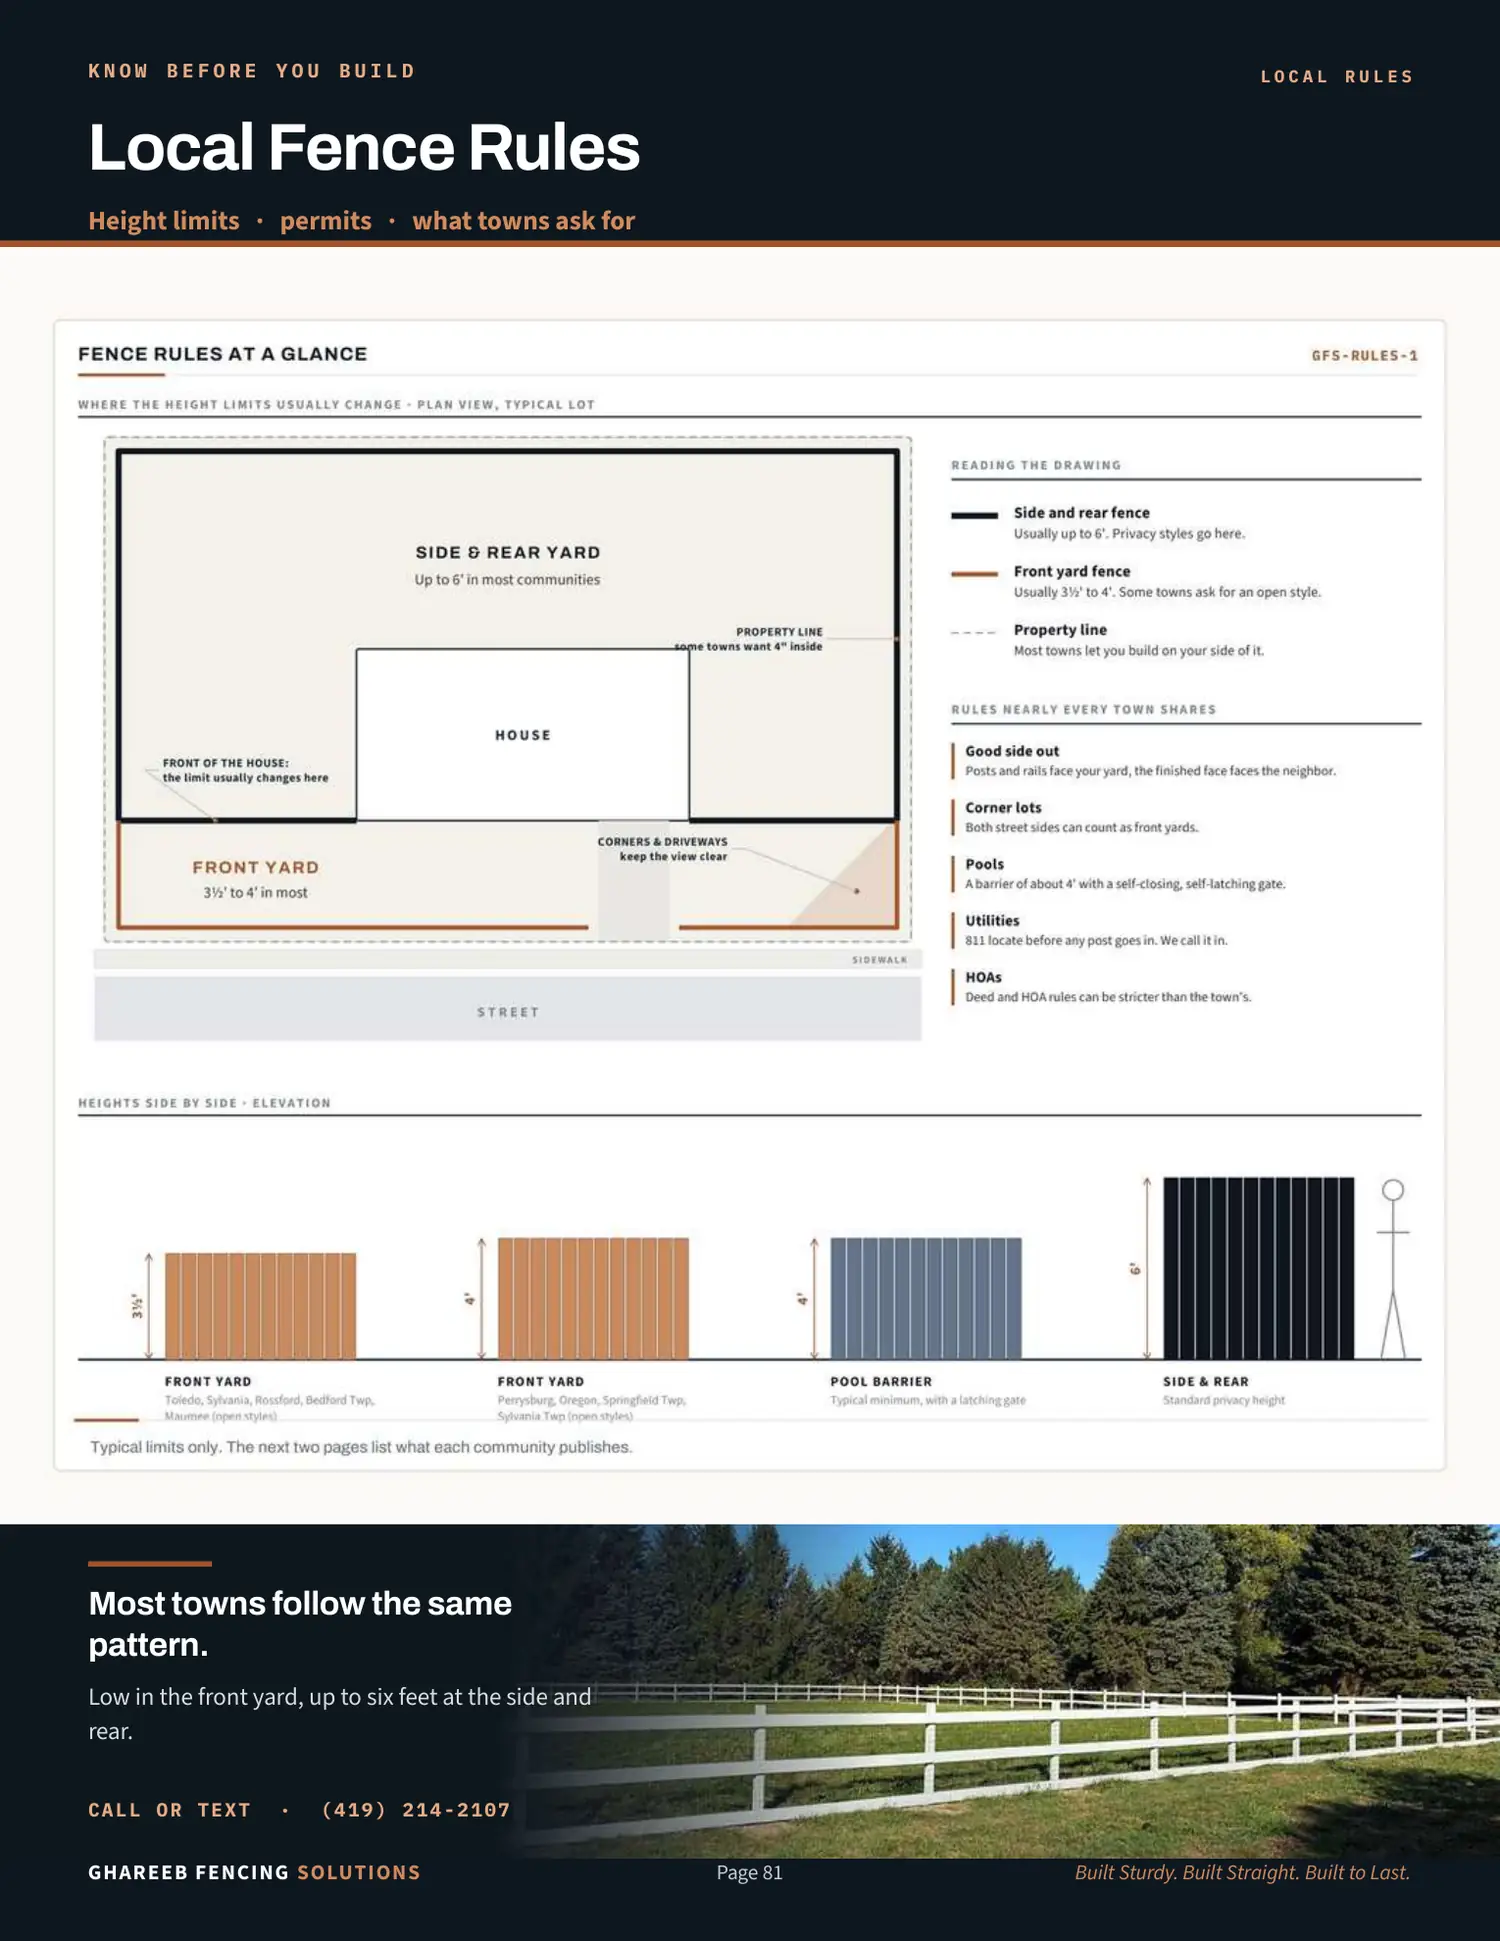 KNOW BEFORE YOU BUILD
LOCAL RULES
Local Fence Rules
Height limits · permits · what towns ask for
FENCE RULES AT A GLANCE
GFS-RULES-1
WHERE THE HEIGHT LIMITS USUALLY CHANGE · PLAN VIEW, TYPICAL LOT
SIDE & REAR YARD
Up to 6' in most communities
PROPERTY LINE
some towns want 4" inside
HOUSE
FRONT OF THE HOUSE:
the limit usually changes here
CORNERS & DRIVEWAYS
keep the view clear
FRONT YARD
3½' to 4' in most
SIDEWALK
STREET
READING THE DRAWING
Side and rear fence
Usually up to 6'. Privacy styles go here.
Front yard fence
Usually 3½' to 4'. Some towns ask for an open style.
Property line
Most towns let you build on your side of it.
RULES NEARLY EVERY TOWN SHARES
Good side out
Posts and rails face your yard, the finished face faces the neighbor.
Corner lots
Both street sides can count as front yards.
Pools
A barrier of about 4' with a self-closing, self-latching gate.
Utilities
811 locate before any post goes in. We call it in.
HOAs
Deed and HOA rules can be stricter than the town's.
HEIGHTS SIDE BY SIDE · ELEVATION
3½'
4'
4'
6'
FRONT YARD
Toledo, Sylvania, Rossford, Bedford Twp,
Maumee (open styles)
FRONT YARD
Perrysburg, Oregon, Springfield Twp,
Sylvania Twp (open styles)
POOL BARRIER
Typical minimum, with a latching gate
SIDE & REAR
Standard privacy height
Typical limits only. The next two pages list what each community publishes.
Most towns follow the same
pattern.
Low in the front yard, up to six feet at the side and
rear.
CALL OR TEXT · (419) 214-2107
GHAREEB FENCING SOLUTIONS
Page 81
Built Sturdy. Built Straight. Built to Last.